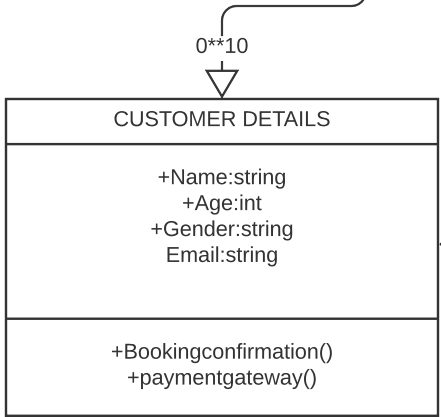 0**10
CUSTOMER DETAILS
+Name:string
+Age:int
+Gender:string
Email:string
+Bookingconfirmation()
+paymentgateway()